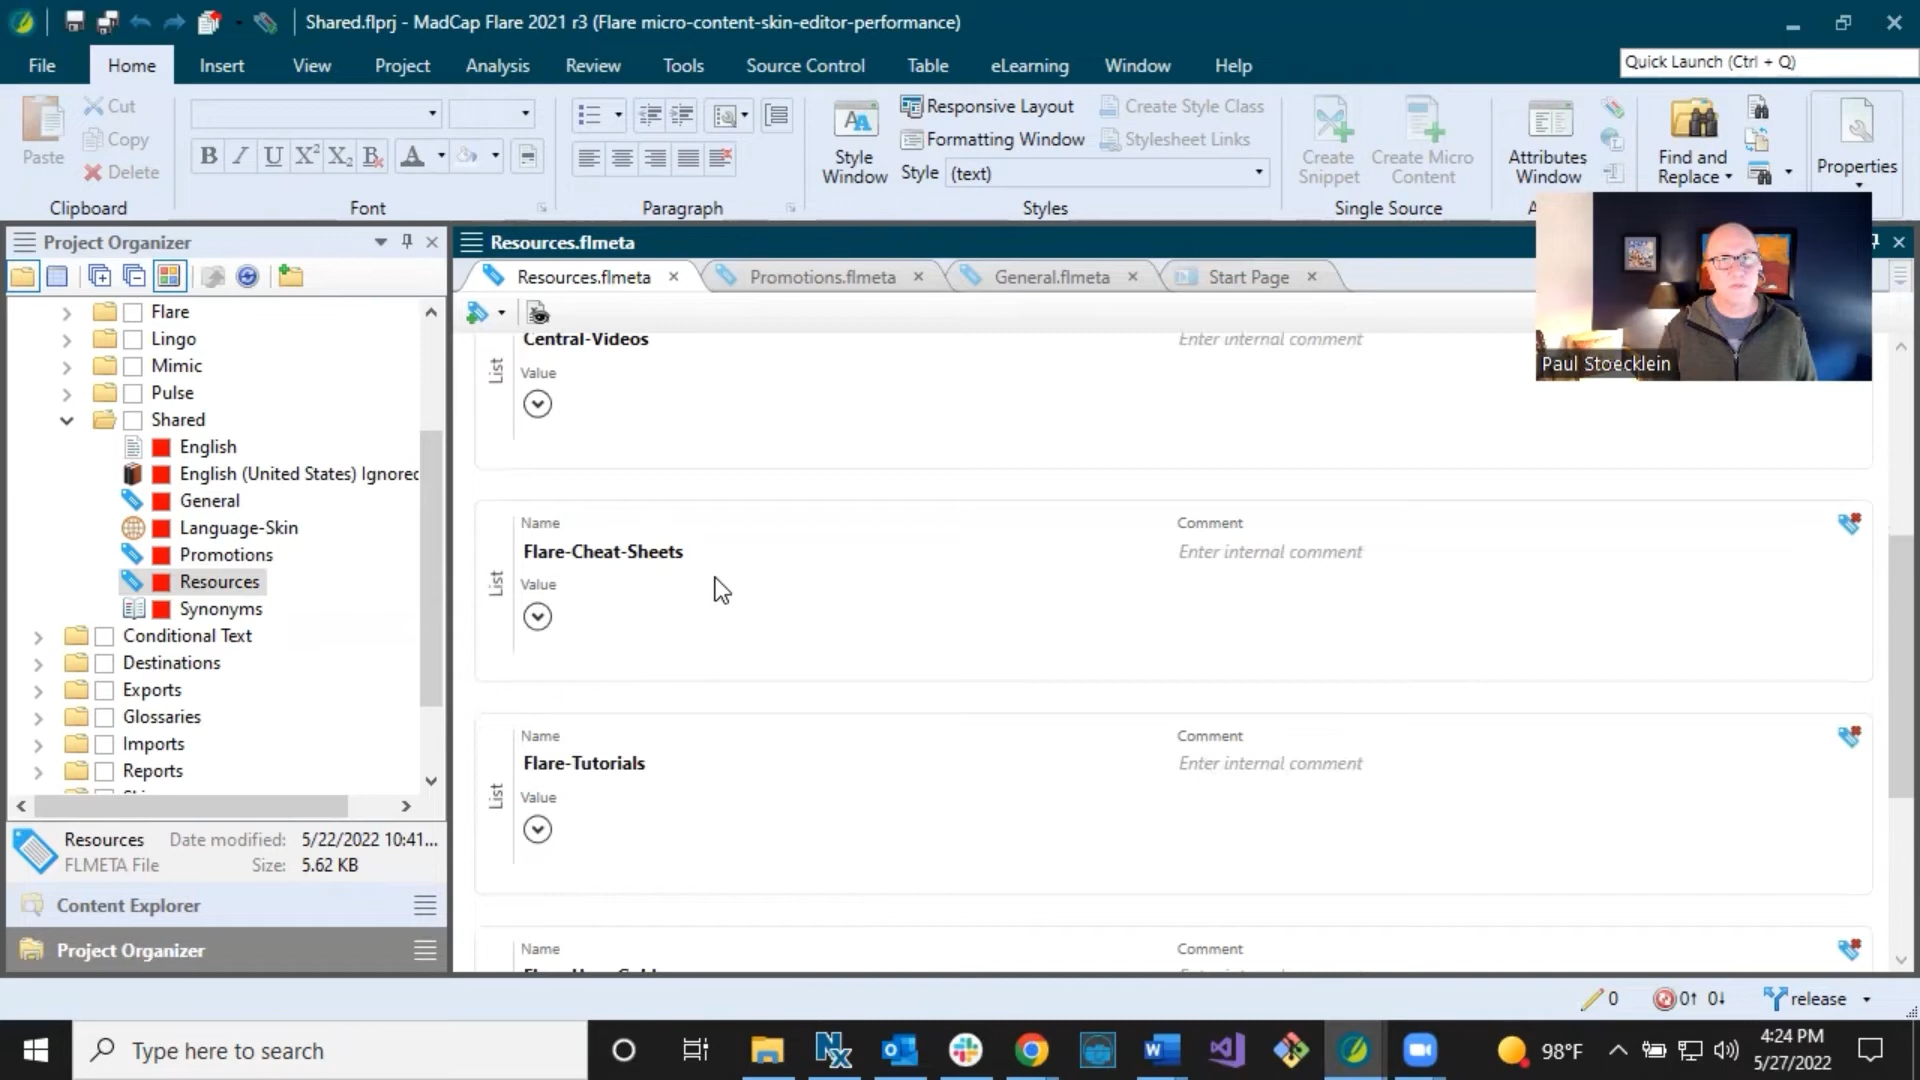 Shared.flprj - MadCap Flare 2021 r3 (Flare micro-content-skin-editor-performance)
File Home Insert View Project Analysis Review Tools Source Control Table eLearning Window Help
Quick Launch (Ctrl + Q)
Paste
Cut
Copy
Delete
Clipboard
B I U X² X₂ B A
Font
Paragraph
Style
Window
Responsive Layout
Formatting Window
Style (text)
Create Style Class
Stylesheet Links
Styles
Create
Snippet
Create Micro
Content
Single Source
Attributes
Window
Find and
Replace
Properties
Project Organizer
Flare
Lingo
Mimic
Pulse
Shared
English
English (United States) Ignored
General
Language-Skin
Promotions
Resources
Synonyms
Conditional Text
Destinations
Exports
Glossaries
Imports
Reports
Resources Date modified: 5/22/2022 10:41...
FLMETA File Size: 5.62 KB
Content Explorer
Project Organizer
Resources.flmeta
Resources.flmeta Promotions.flmeta General.flmeta Start Page
List
Central-Videos Enter internal comment
Value
List
Name Comment
Flare-Cheat-Sheets Enter internal comment
Value
List
Name Comment
Flare-Tutorials Enter internal comment
Value
Name Comment
Paul Stoecklein
0 0 0 release
Type here to search
98°F
4:24 PM
5/27/2022